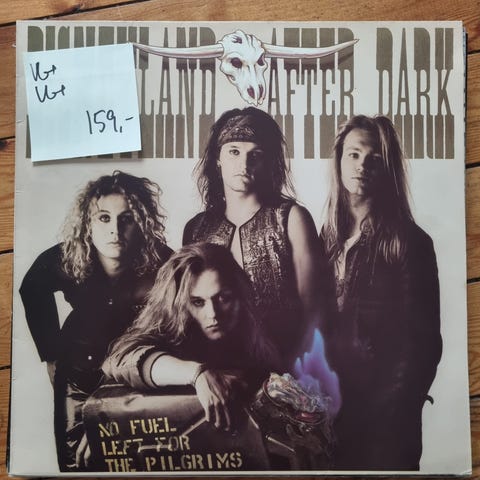 VG+
VG+
159,-
LAND AFTER DARK
NO FUEL
LEFT FOR
THE PILGRIMS